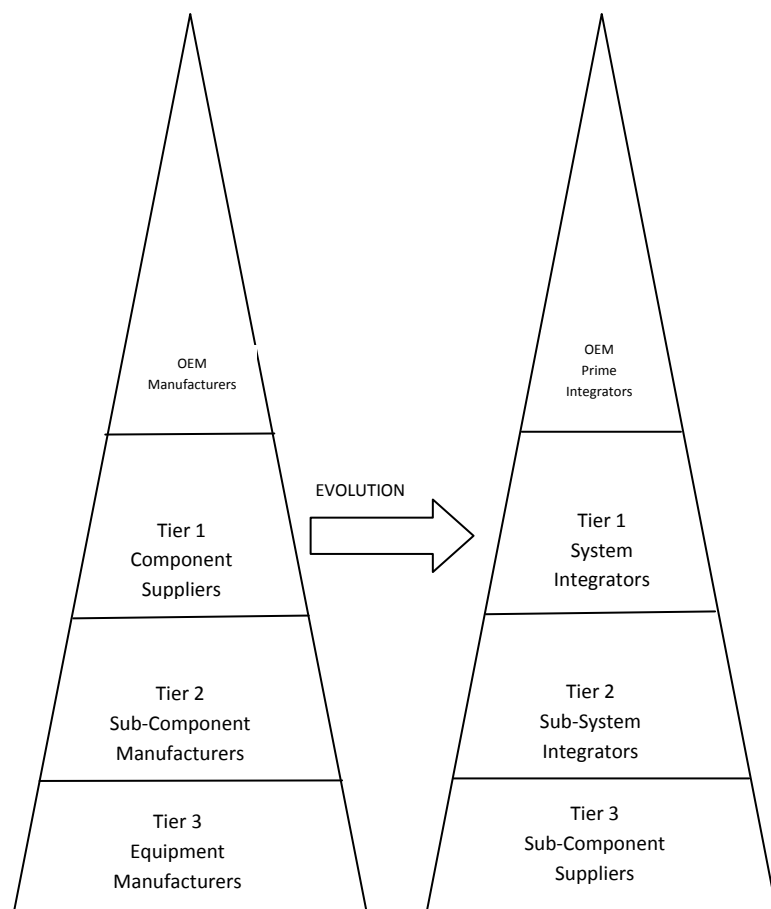 OEM
Manufacturers
Tier 1
Component
Suppliers
Tier 2
Sub-Component
Manufacturers
Tier 3
Equipment
Manufacturers
EVOLUTION
OEM
Prime
Integrators
Tier 1
System
Integrators
Tier 2
Sub-System
Integrators
Tier 3
Sub-Component
Suppliers